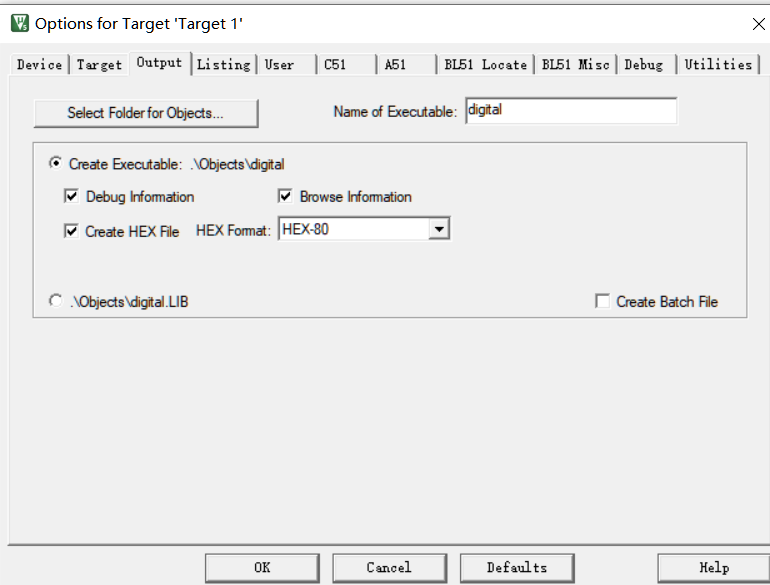 Options for Target 'Target 1'
Device Target Output Listing User C51 A51 BL51 Locate BL51 Misc Debug Utilities
Select Folder for Objects... Name of Executable: digital
Create Executable: .\Objects\digital
Debug Information Browse Information
Create HEX File HEX Format: HEX-80
.\Objects\digital.LIB Create Batch File
OK Cancel Defaults Help